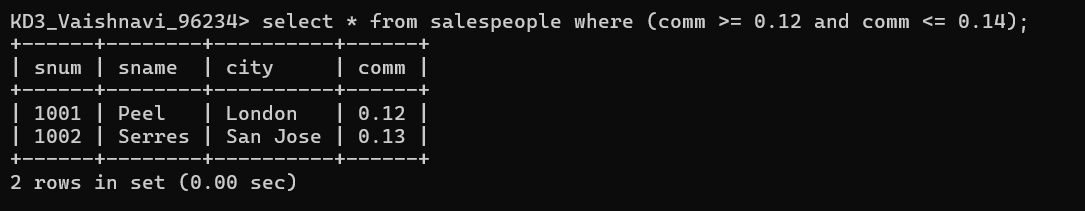 KD3_Vaishnavi_96234> select * from salespeople where (comm >= 0.12 and comm <= 0.14);
+------+--------+----------+------+
| snum | sname  | city     | comm |
+------+--------+----------+------+
| 1001 | Peel   | London   | 0.12 |
| 1002 | Serres | San Jose | 0.13 |
+------+--------+----------+------+
2 rows in set (0.00 sec)